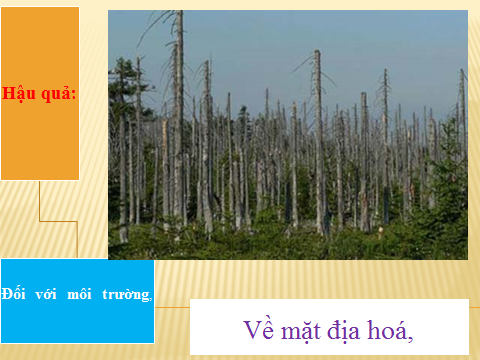 Hậu quả:
Đối với môi trường,
Về mặt địa hoá,